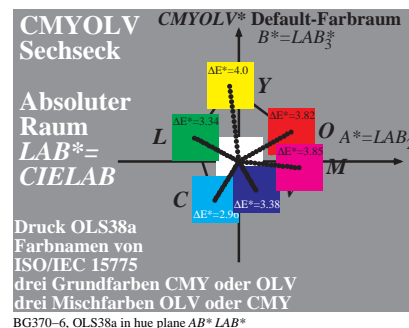 CMYOLV
Sechseck
CMYOLV* Default-Farbraum
B*=LAB*3
Absoluter
Raum
LAB*=
CIELAB
ΔE*=4.0
Y
ΔE*=3.82
O
A*=LAB
ΔE*=3.34
L
ΔE*=3.85
M
C
ΔE*=2.96
ΔE*=3.38
Druck OLS38a
Farbnamen von
ISO/IEC 15775
drei Grundfarben CMY oder OLV
drei Mischfarben OLV oder CMY
BG370-6, OLS38a in hue plane AB* LAB*